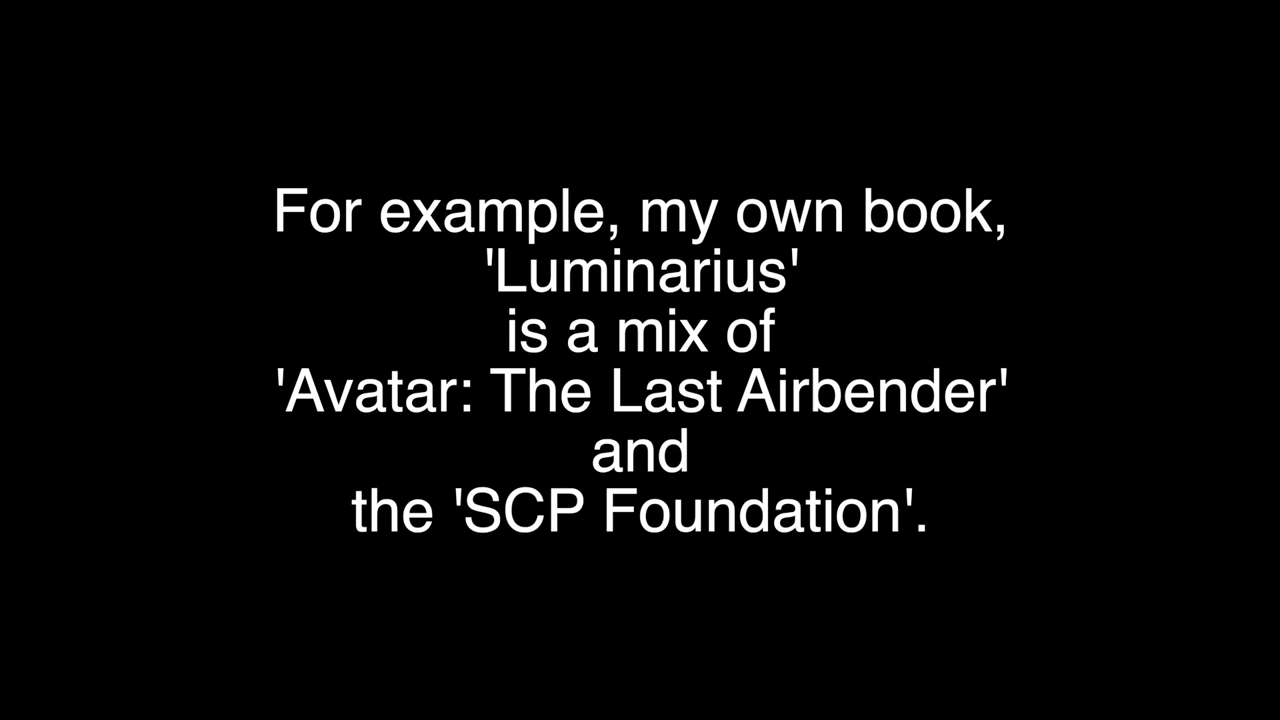 For example, my own book,
'Luminarius'
is a mix of
'Avatar: The Last Airbender'
and
the 'SCP Foundation'.